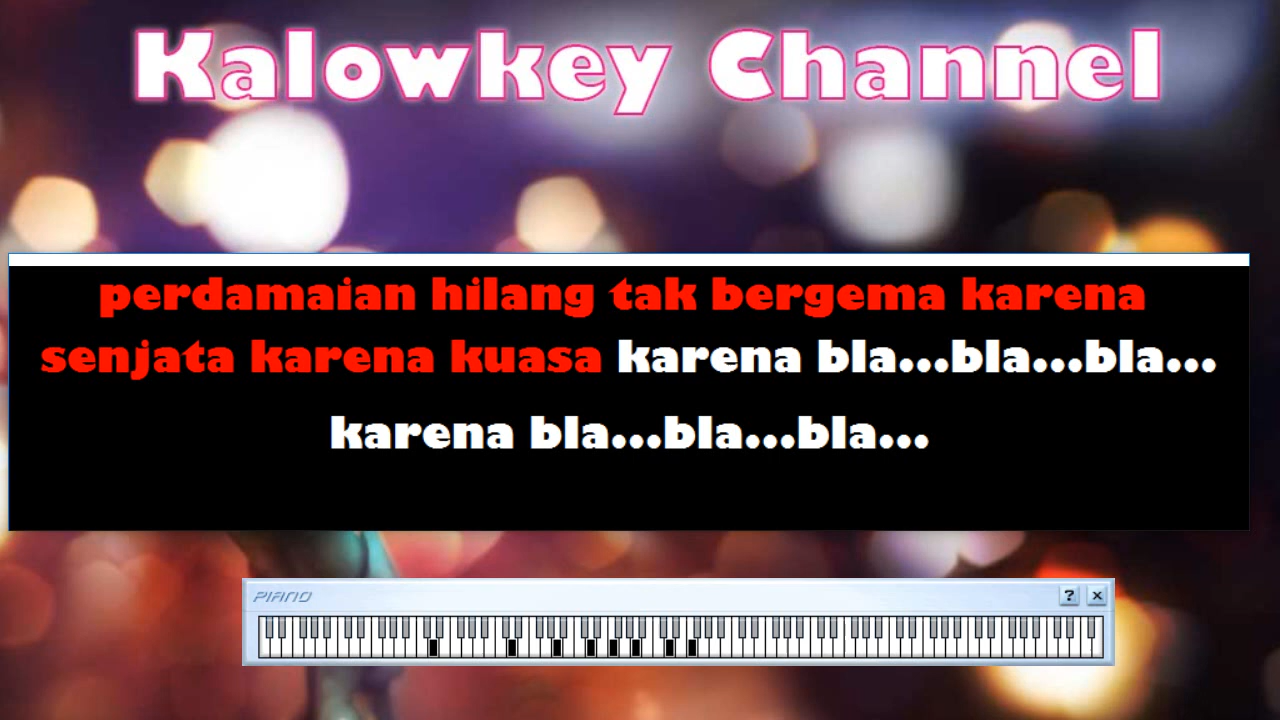 Kalowkey Channel
perdamaian hilang tak bergema karena
senjata karena kuasa karena bla...bla...bla...
karena bla...bla...bla...
PIANO ? x